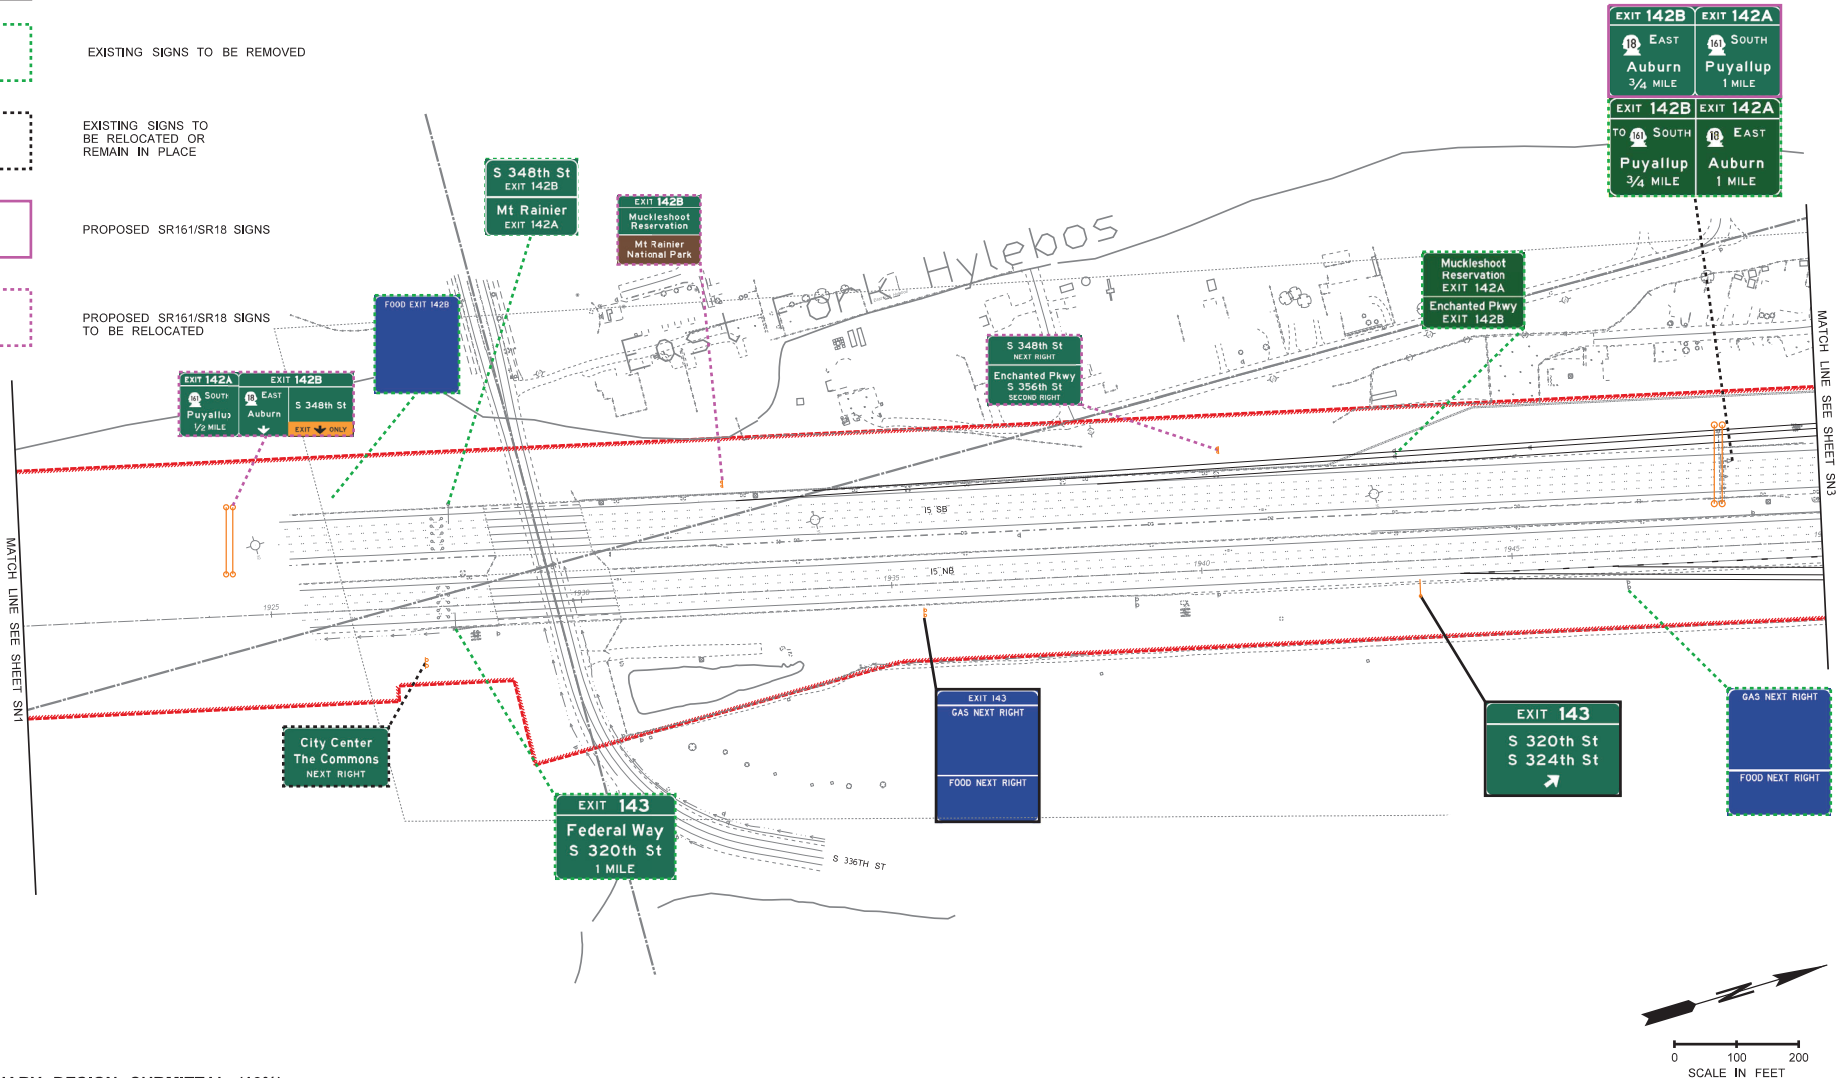 EXISTING SIGNS TO BE REMOVED
EXISTING SIGNS TO
BE RELOCATED OR
REMAIN IN PLACE
PROPOSED SR161/SR18 SIGNS
PROPOSED SR161/SR18 SIGNS
TO BE RELOCATED
EXIT 142B EXIT 142A
18 EAST 161 SOUTH
Auburn Puyallup
3/4 MILE 1 MILE
EXIT 142B EXIT 142A
TO 161 SOUTH 18 EAST
Puyallup Auburn
3/4 MILE 1 MILE
S 348th St
EXIT 142B
Mt Rainier
EXIT 142A
EXIT 142B
Muckleshoot
Reservation
Mt Rainier
National Park
East Fork Hylebos
Muckleshoot
Reservation
EXIT 142A
Enchanted Pkwy
EXIT 142B
FOOD EXIT 142B
S 348th St
NEXT RIGHT
Enchanted Pkwy
S 356th St
SECOND RIGHT
EXIT 142A EXIT 142B
161 SOUTH 18 EAST S 348th St
Puyallup Auburn
1/2 MILE EXIT ONLY
MATCH LINE SEE SHEET SN1
MATCH LINE SEE SHEET SN3
I5 SB
I5 NB
1925
1930
1935
1940
1945
City Center
The Commons
NEXT RIGHT
EXIT 143
Federal Way
S 320th St
1 MILE
EXIT 143
GAS NEXT RIGHT
FOOD NEXT RIGHT
EXIT 143
S 320th St
S 324th St
GAS NEXT RIGHT
FOOD NEXT RIGHT
S 336TH ST
N
0 100 200
SCALE IN FEET